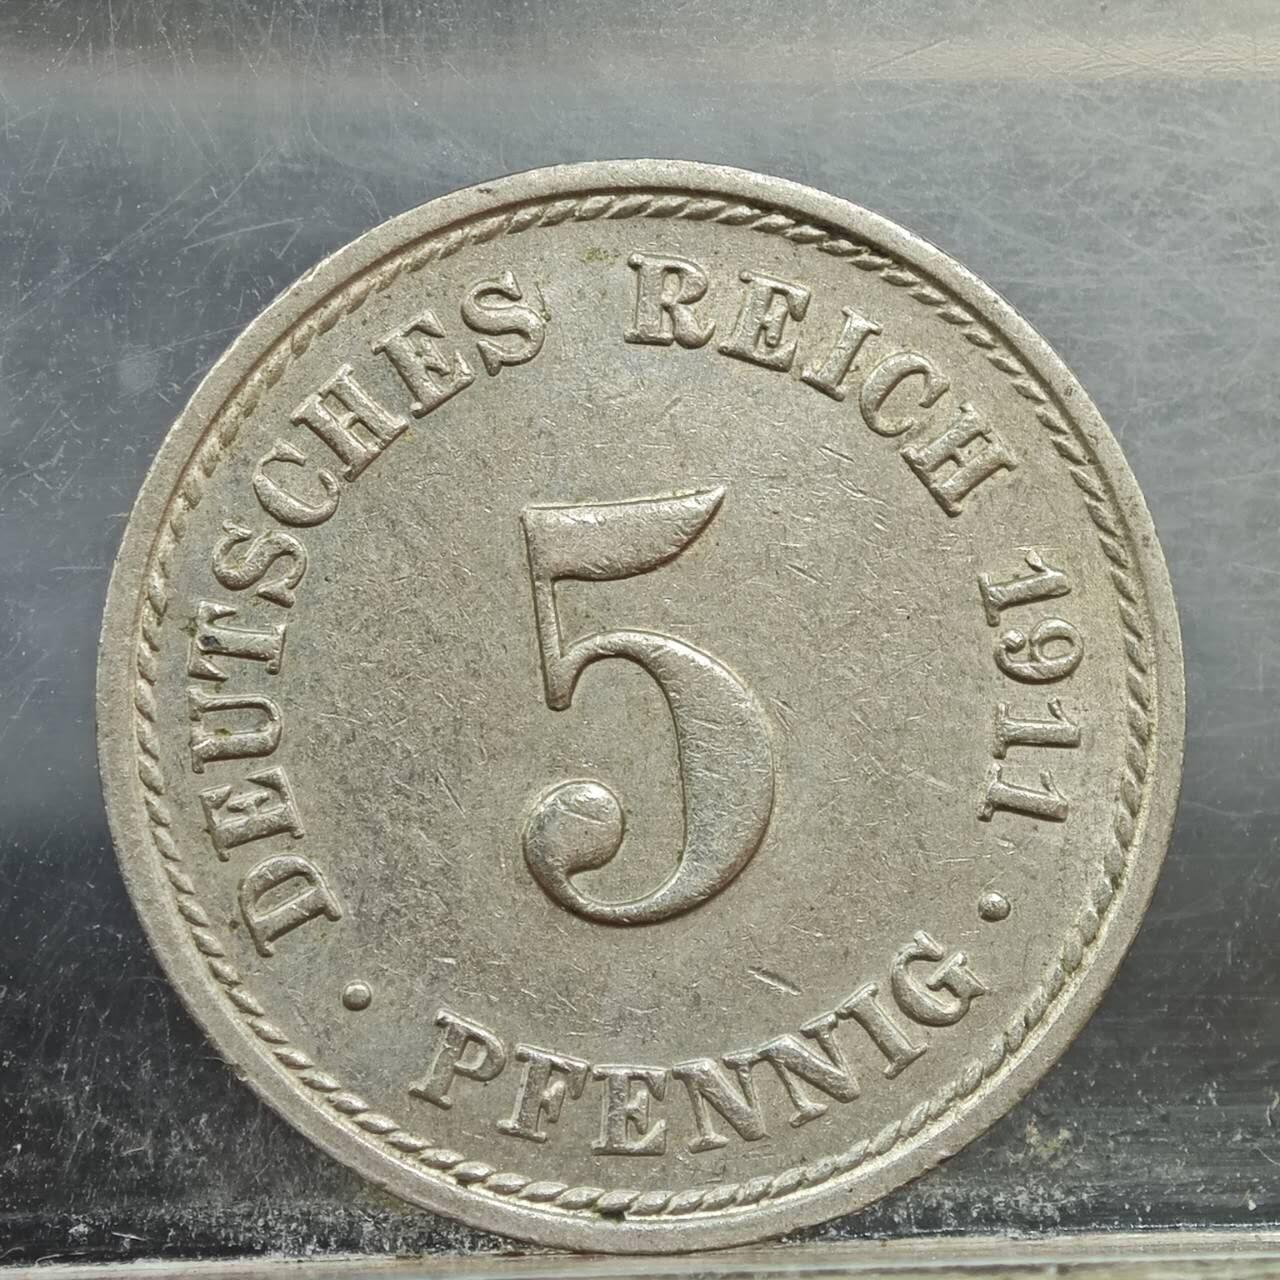 DEUTSCHES REICH 1911
5
• PFENNIG •